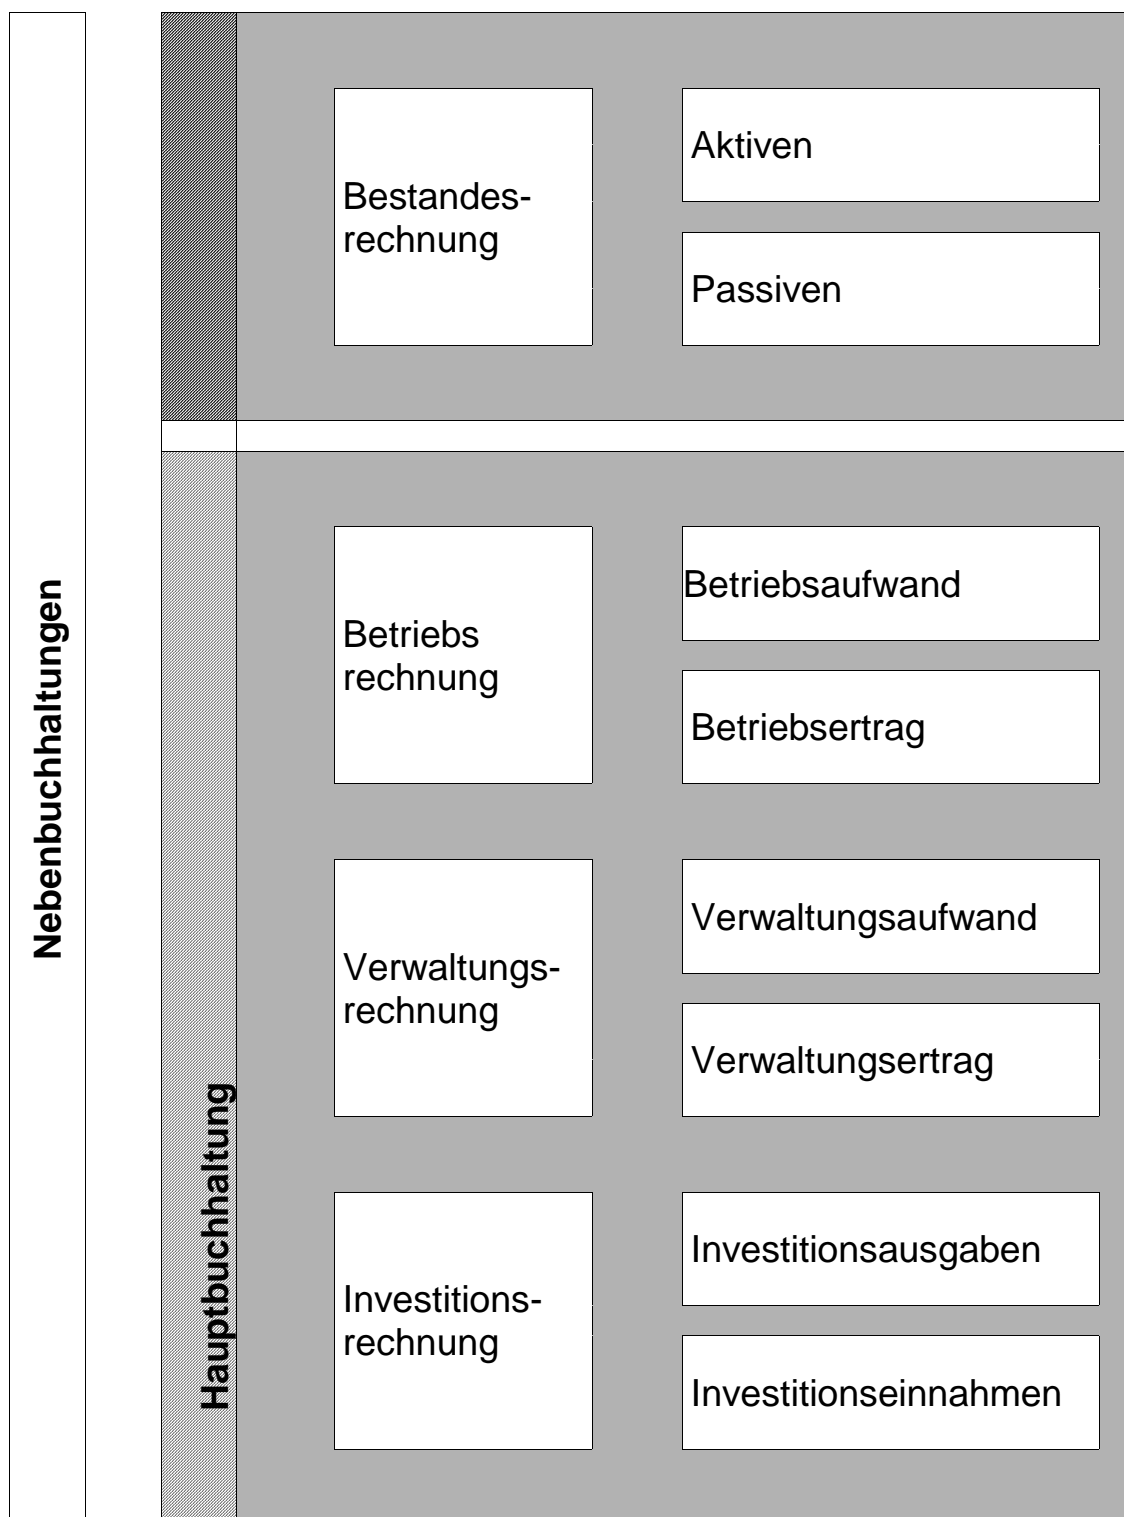 Nebenbuchhaltungen
Hauptbuchhaltung
Bestandes-
rechnung
Aktiven
Passiven
Betriebs
rechnung
Betriebsaufwand
Betriebsertrag
Verwaltungs-
rechnung
Verwaltungsaufwand
Verwaltungsertrag
Investitions-
rechnung
Investitionsausgaben
Investitionseinnahmen